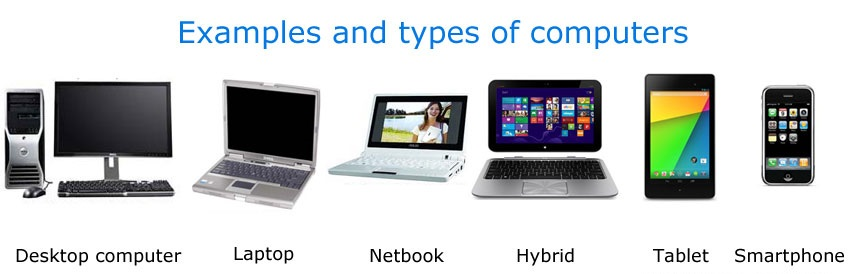 Examples and types of computers
Desktop computer
Laptop
Netbook
Hybrid
Tablet
Smartphone